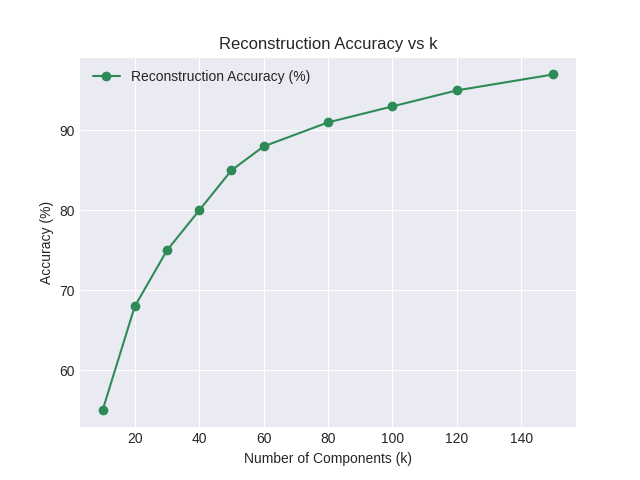 Reconstruction Accuracy vs k
Reconstruction Accuracy (%)
90
80
70
60
Accuracy (%)
20 40 60 80 100 120 140
Number of Components (k)